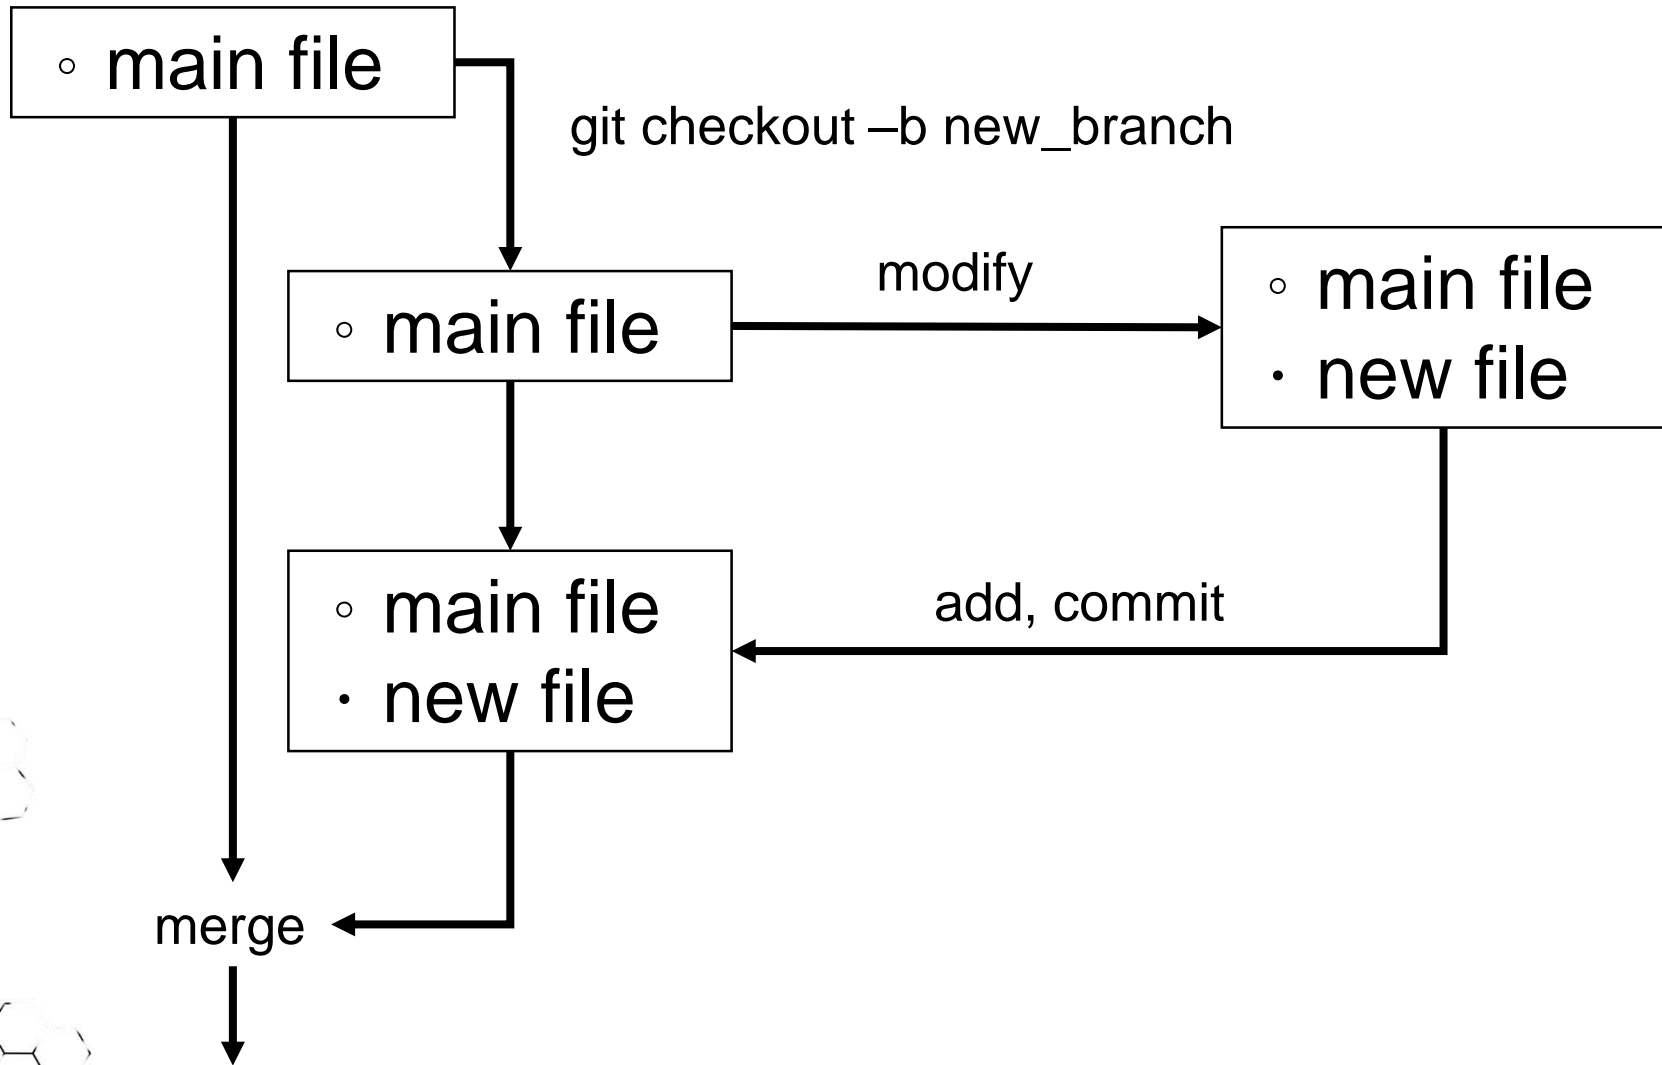 ◦ main file
git checkout –b new_branch
◦ main file
modify
◦ main file
• new file
◦ main file
• new file
add, commit
merge